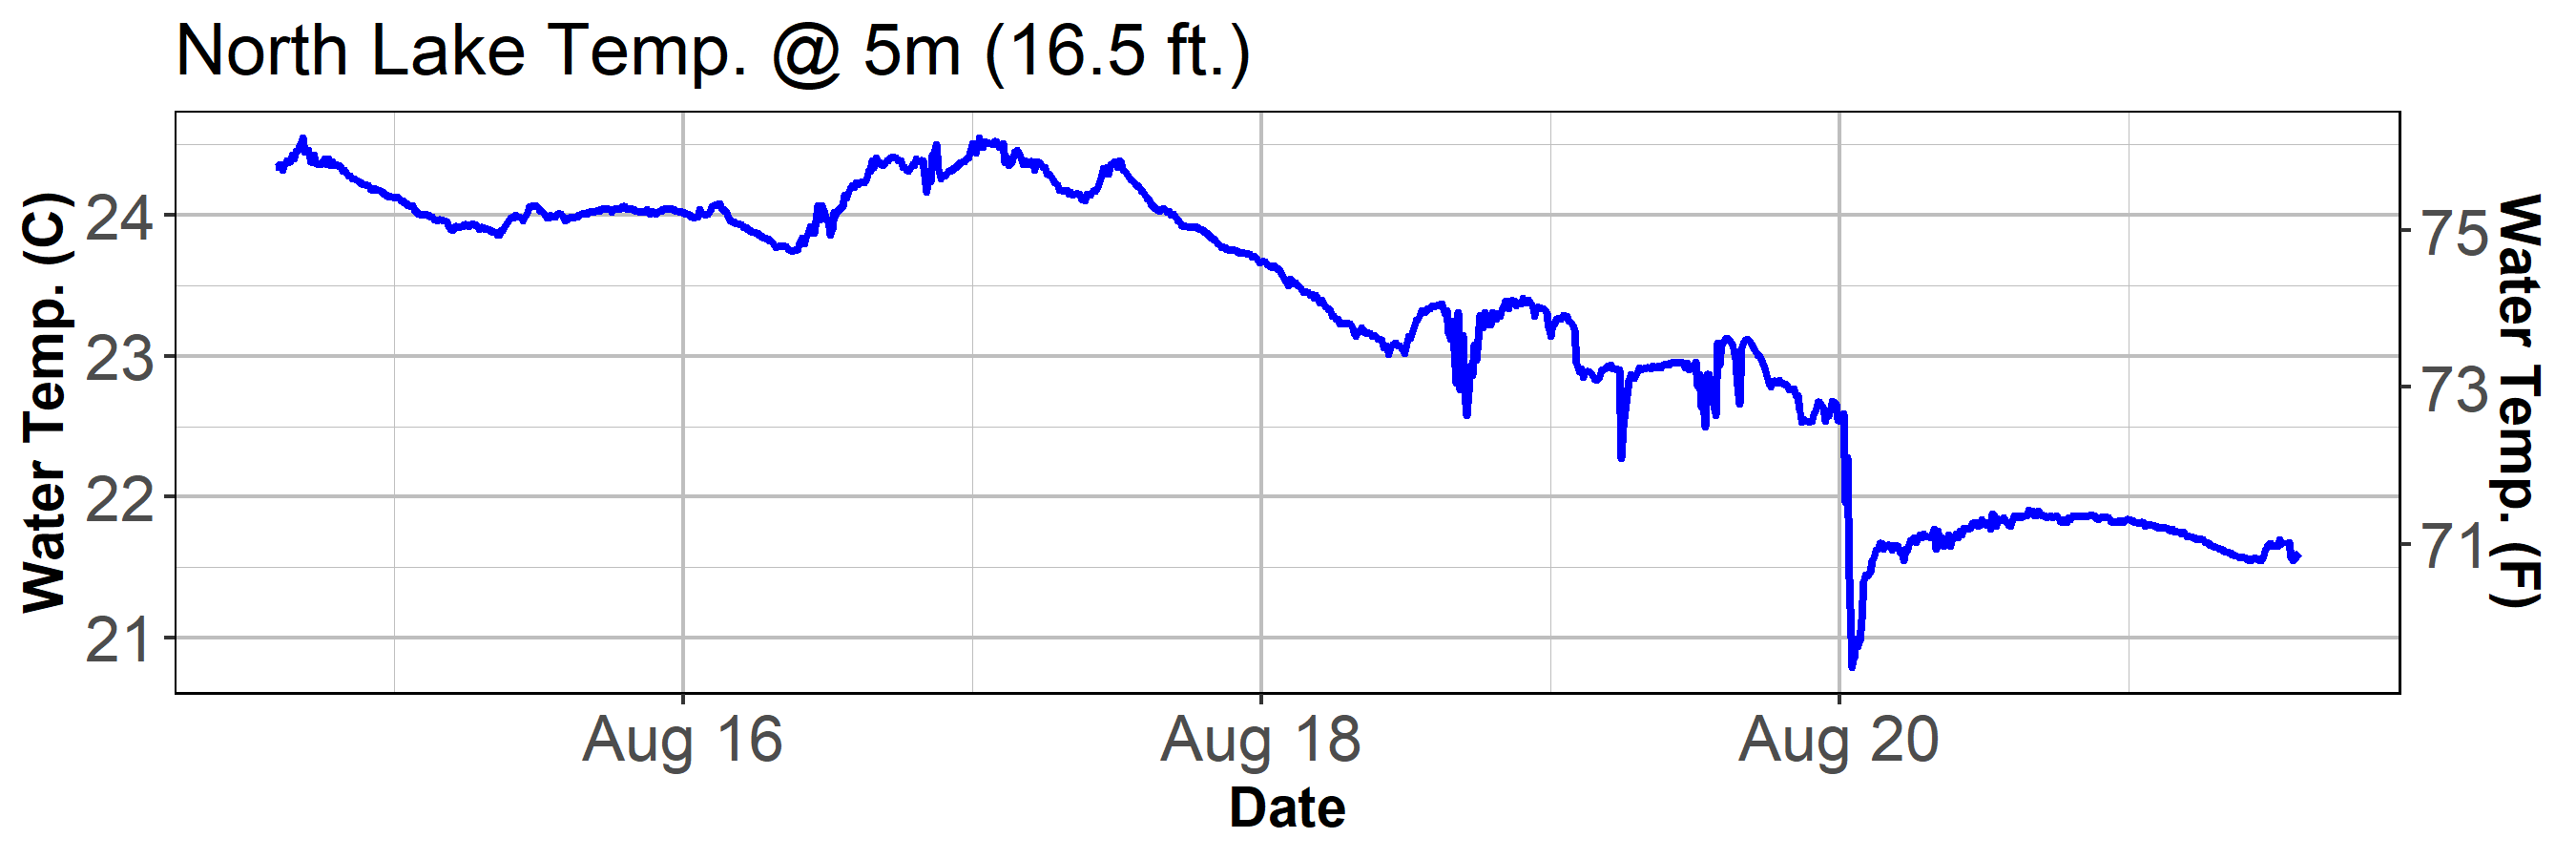 North Lake Temp. @ 5m (16.5 ft.)
Water Temp. (C)
24
23
22
21
75
73
71
Water Temp. (F)
Aug 16
Aug 18
Aug 20
Date